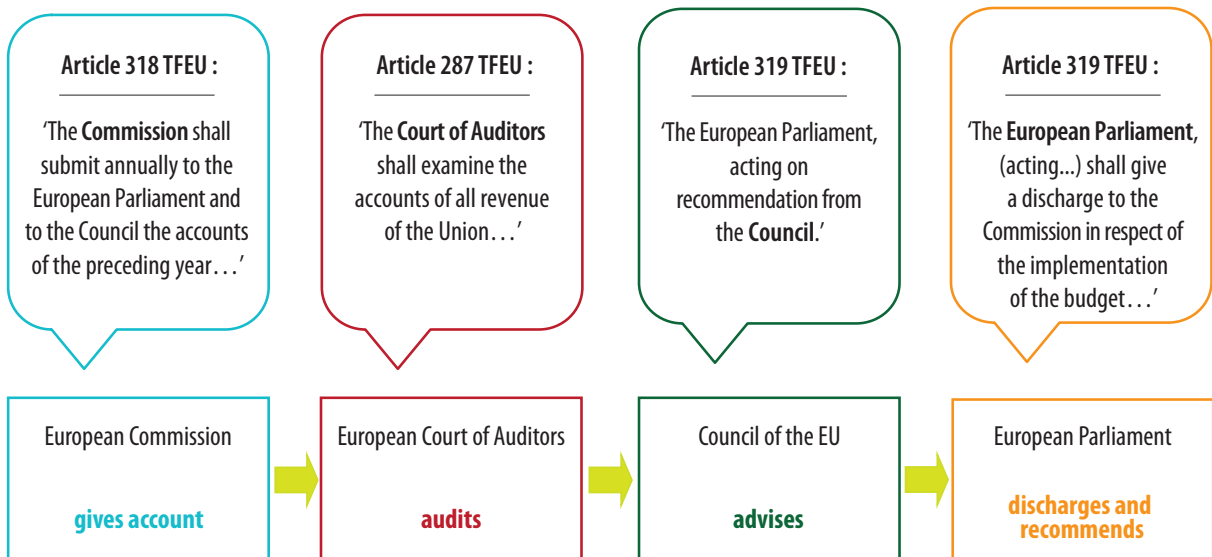 Article 318 TFEU :
‘The Commission shall
submit annually to the
European Parliament and
to the Council the accounts
of the preceding year…’
Article 287 TFEU :
‘The Court of Auditors
shall examine the
accounts of all revenue
of the Union…’
Article 319 TFEU :
‘The European Parliament,
acting on
recommendation from
the Council.’
Article 319 TFEU :
‘The European Parliament,
(acting...) shall give
a discharge to the
Commission in respect of
the implementation
of the budget…’
European Commission
gives account
European Court of Auditors
audits
Council of the EU
advises
European Parliament
discharges and
recommends